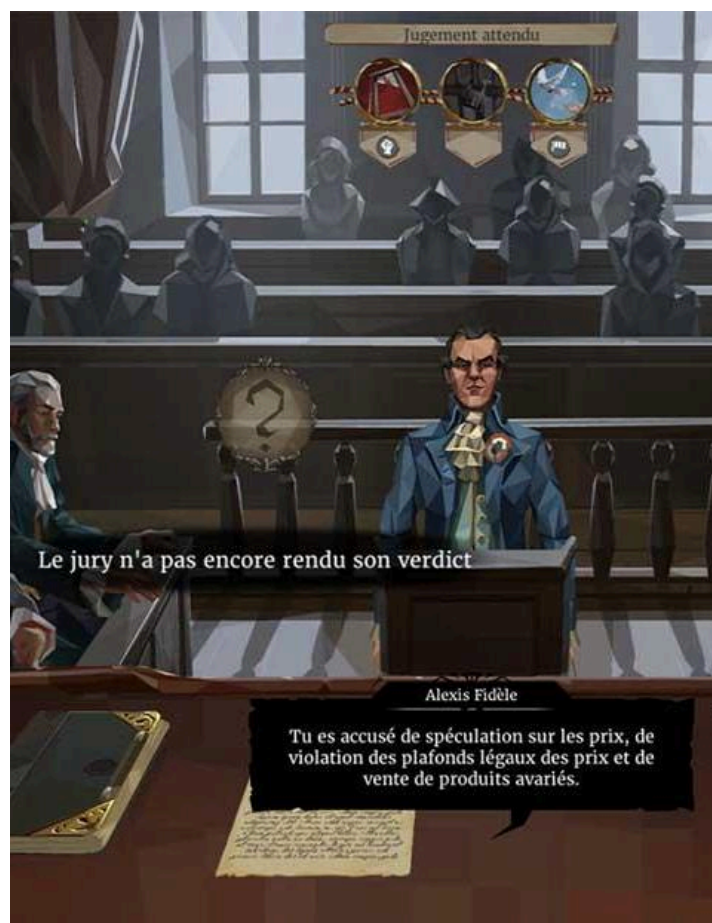 Jugement attendu
Le jury n'a pas encore rendu son verdict
Alexis Fidèle
Tu es accusé de spéculation sur les prix, de
violation des plafonds légaux des prix et de
vente de produits avariés.